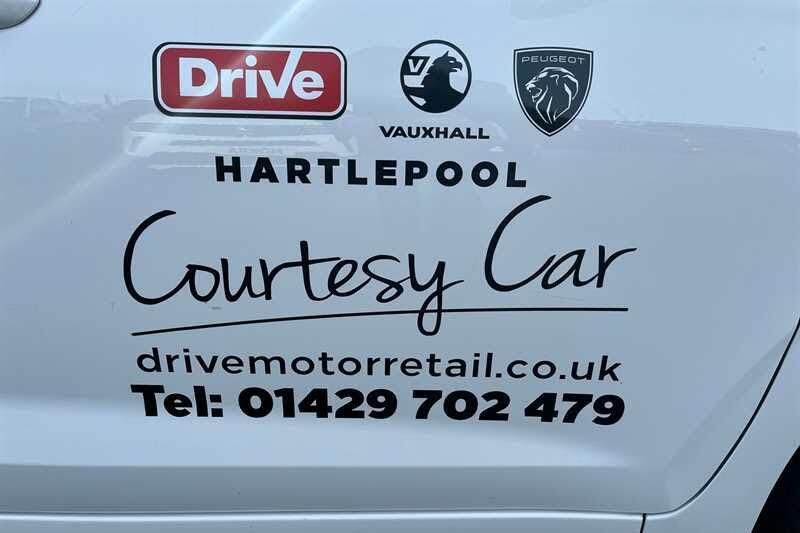 Drive
V
VAUXHALL
PEUGEOT
HARTLEPOOL
Courtesy Car
drivemotorretail.co.uk
Tel: 01429 702 479